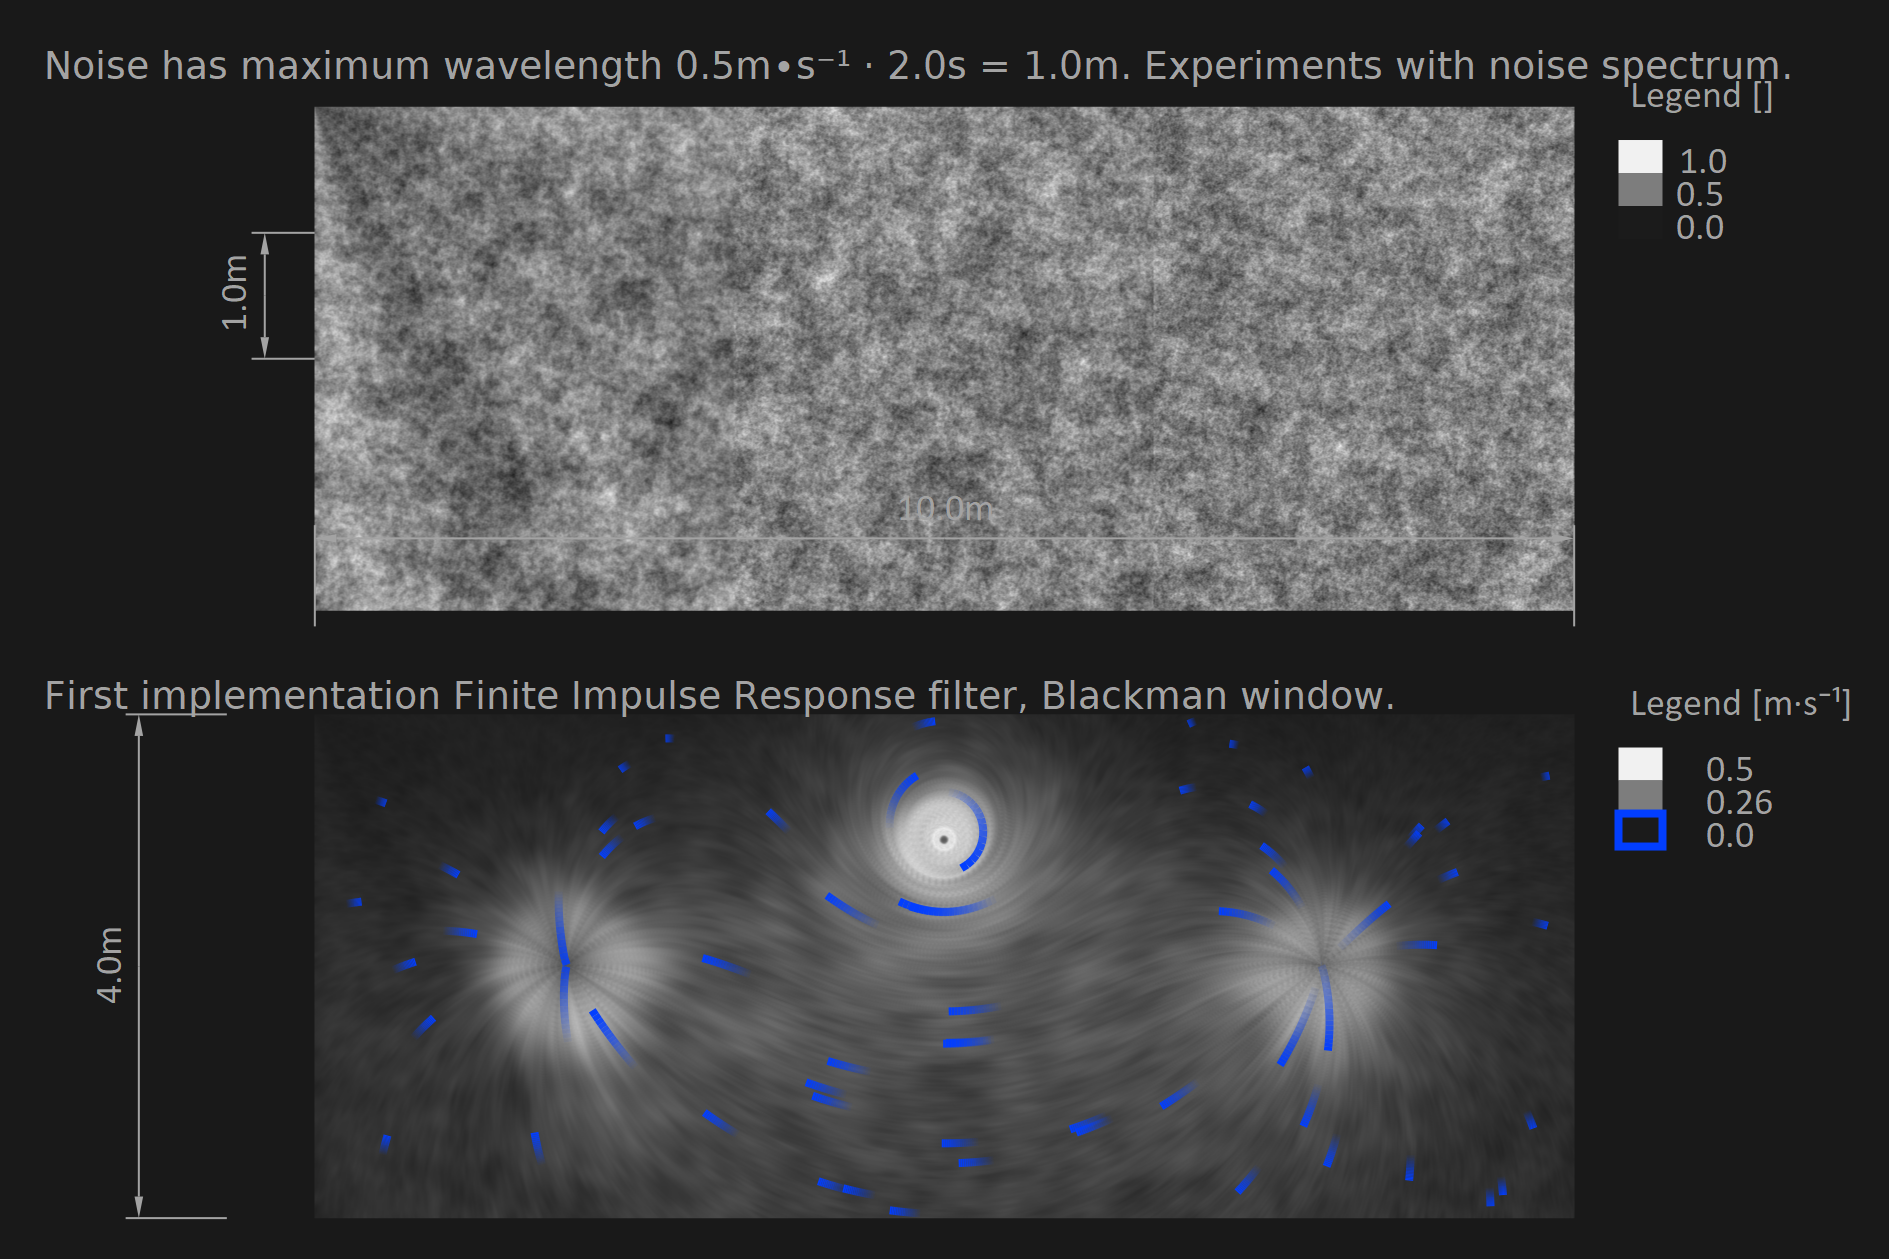 Noise has maximum wavelength 0.5m∙s⁻¹ · 2.0s = 1.0m. Experiments with noise spectrum.
Legend []
1.0
0.5
0.0
1.0m
10.0m
First implementation Finite Impulse Response filter, Blackman window.
Legend [m·s⁻¹]
0.5
0.26
0.0
4.0m